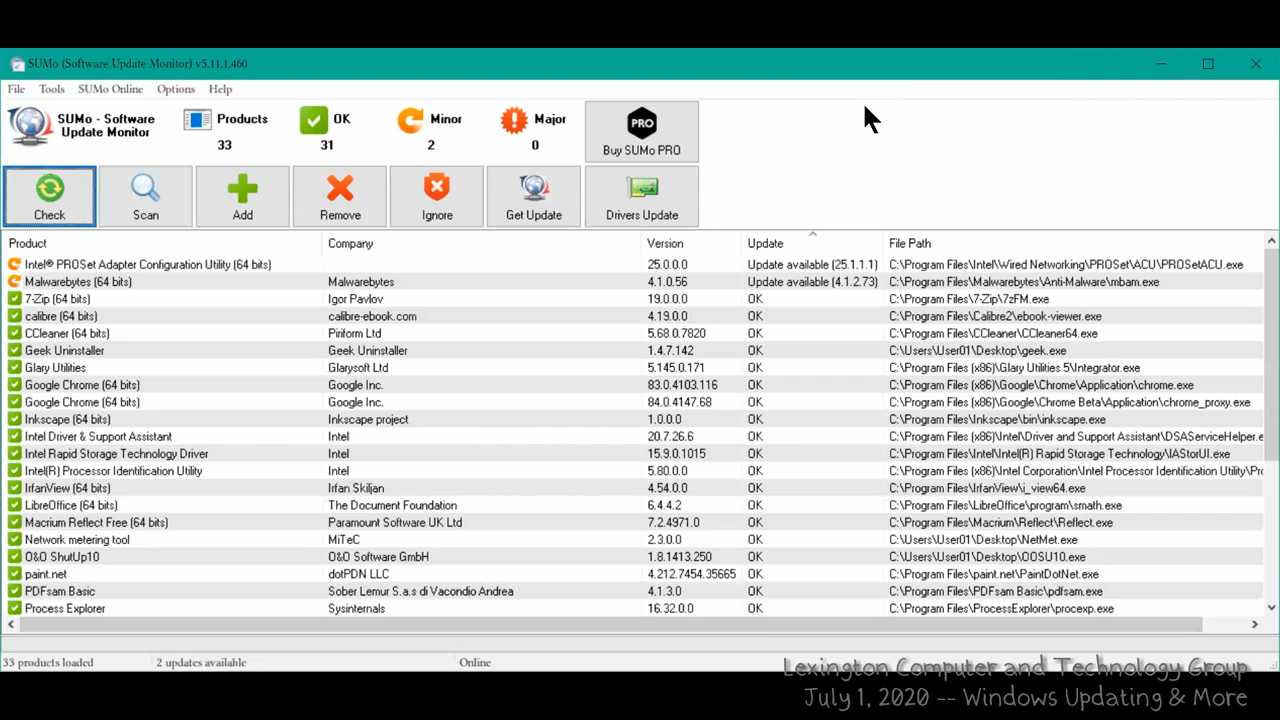 SUMo (Software Update Monitor) v5.11.1.460
File Tools SUMo Online Options Help
SUMo - Software Update Monitor
Products 33
OK 31
Minor 2
Major 0
PRO
Buy SUMo PRO
Check Scan Add Remove Ignore Get Update Drivers Update
Product Company Version Update File Path
Intel® PROSet Adapter Configuration Utility (64 bits) 25.0.0.0 Update available (25.1.1.1) C:\Program Files\Intel\Wired Networking\PROSet\ACU\PROSetACU.exe
Malwarebytes (64 bits) Malwarebytes 4.1.0.56 Update available (4.1.2.73) C:\Program Files\Malwarebytes\Anti-Malware\mbam.exe
7-Zip (64 bits) Igor Pavlov 19.0.0.0 OK C:\Program Files\7-Zip\7zFM.exe
calibre (64 bits) calibre-ebook.com 4.19.0.0 OK C:\Program Files\Calibre2\ebook-viewer.exe
CCleaner (64 bits) Piriform Ltd 5.68.0.7820 OK C:\Program Files\CCleaner\CCleaner64.exe
Geek Uninstaller Geek Uninstaller 1.4.7.142 OK C:\Users\User01\Desktop\geek.exe
Glary Utilities Glarysoft Ltd 5.145.0.171 OK C:\Program Files (x86)\Glary Utilities 5\Integrator.exe
Google Chrome (64 bits) Google Inc. 83.0.4103.116 OK C:\Program Files (x86)\Google\Chrome\Application\chrome.exe
Google Chrome (64 bits) Google Inc. 84.0.4147.68 OK C:\Program Files (x86)\Google\Chrome Beta\Application\chrome_proxy.exe
Inkscape (64 bits) Inkscape project 1.0.0.0 OK C:\Program Files\Inkscape\bin\inkscape.exe
Intel Driver & Support Assistant Intel 20.7.26.6 OK C:\Program Files (x86)\Intel\Driver and Support Assistant\DSAServiceHelper.e
Intel Rapid Storage Technology Driver Intel 15.9.0.1015 OK C:\Program Files\Intel\Intel(R) Rapid Storage Technology\IAStorUI.exe
Intel(R) Processor Identification Utility Intel 5.80.0.0 OK C:\Program Files (x86)\Intel Corporation\Intel Processor Identification Utility\Pro
IrfanView (64 bits) Irfan Skiljan 4.54.0.0 OK C:\Program Files\IrfanView\i_view64.exe
LibreOffice (64 bits) The Document Foundation 6.4.4.2 OK C:\Program Files\LibreOffice\program\smath.exe
Macrium Reflect Free (64 bits) Paramount Software UK Ltd 7.2.4971.0 OK C:\Program Files\Macrium\Reflect\Reflect.exe
Network metering tool MiTeC 2.3.0.0 OK C:\Users\User01\Desktop\NetMet.exe
O&O ShutUp10 O&O Software GmbH 1.8.1413.250 OK C:\Users\User01\Desktop\OOSU10.exe
paint.net dotPDN LLC 4.212.7454.35665 OK C:\Program Files\paint.net\PaintDotNet.exe
PDFsam Basic Sober Lemur S.a.s di Vacondio Andrea 4.1.3.0 OK C:\Program Files\PDFsam Basic\pdfsam.exe
Process Explorer Sysinternals 16.32.0.0 OK C:\Program Files\ProcessExplorer\procexp.exe
33 products loaded 2 updates available Online
Lexington Computer and Technology Group
July 1, 2020 -- Windows Updating & More